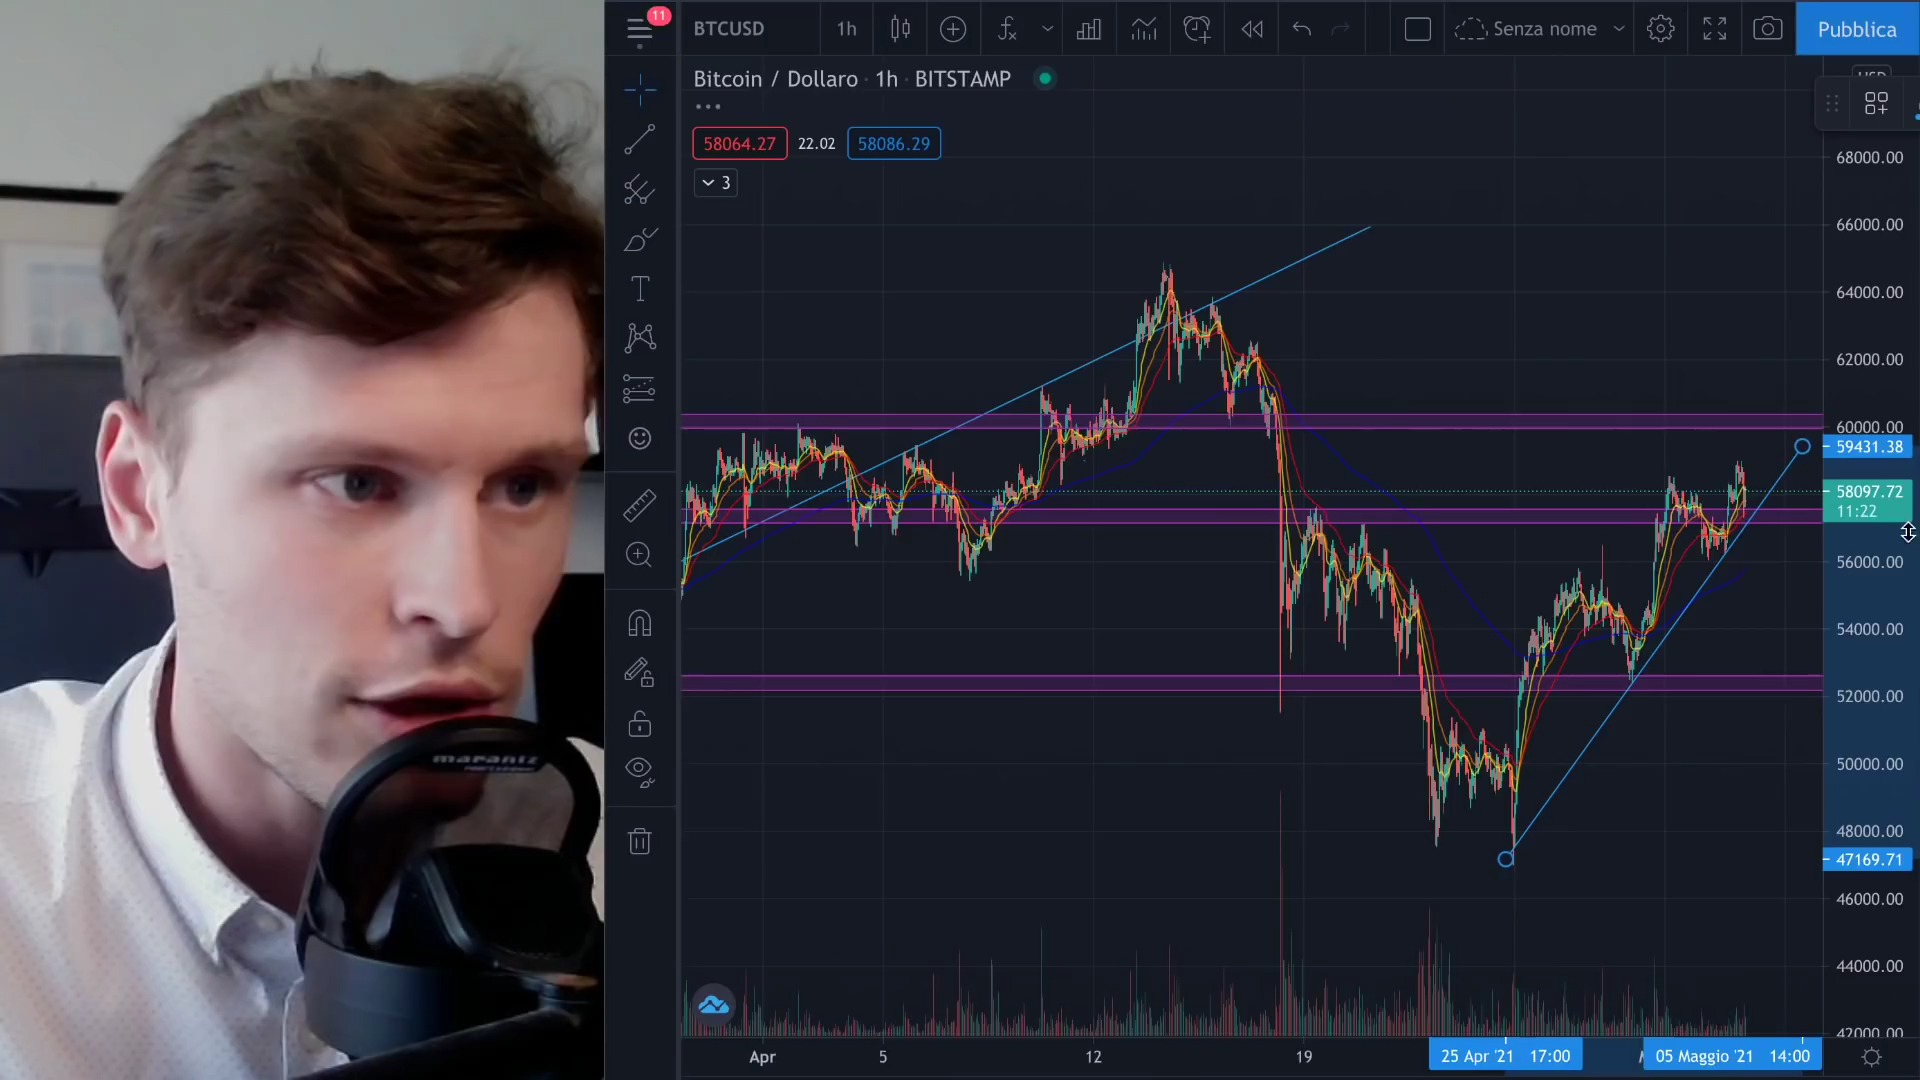 11
BTCUSD
1h
Senza nome
Pubblica
Bitcoin / Dollaro · 1h · BITSTAMP
58064.27
22.02
58086.29
3
68000.00
66000.00
64000.00
62000.00
60000.00
59431.38
58097.72
11:22
56000.00
54000.00
52000.00
50000.00
48000.00
47169.71
46000.00
44000.00
42000.00
Apr
5
12
19
25 Apr '21 17:00
05 Maggio '21 14:00
marantz
PROFESSIONAL